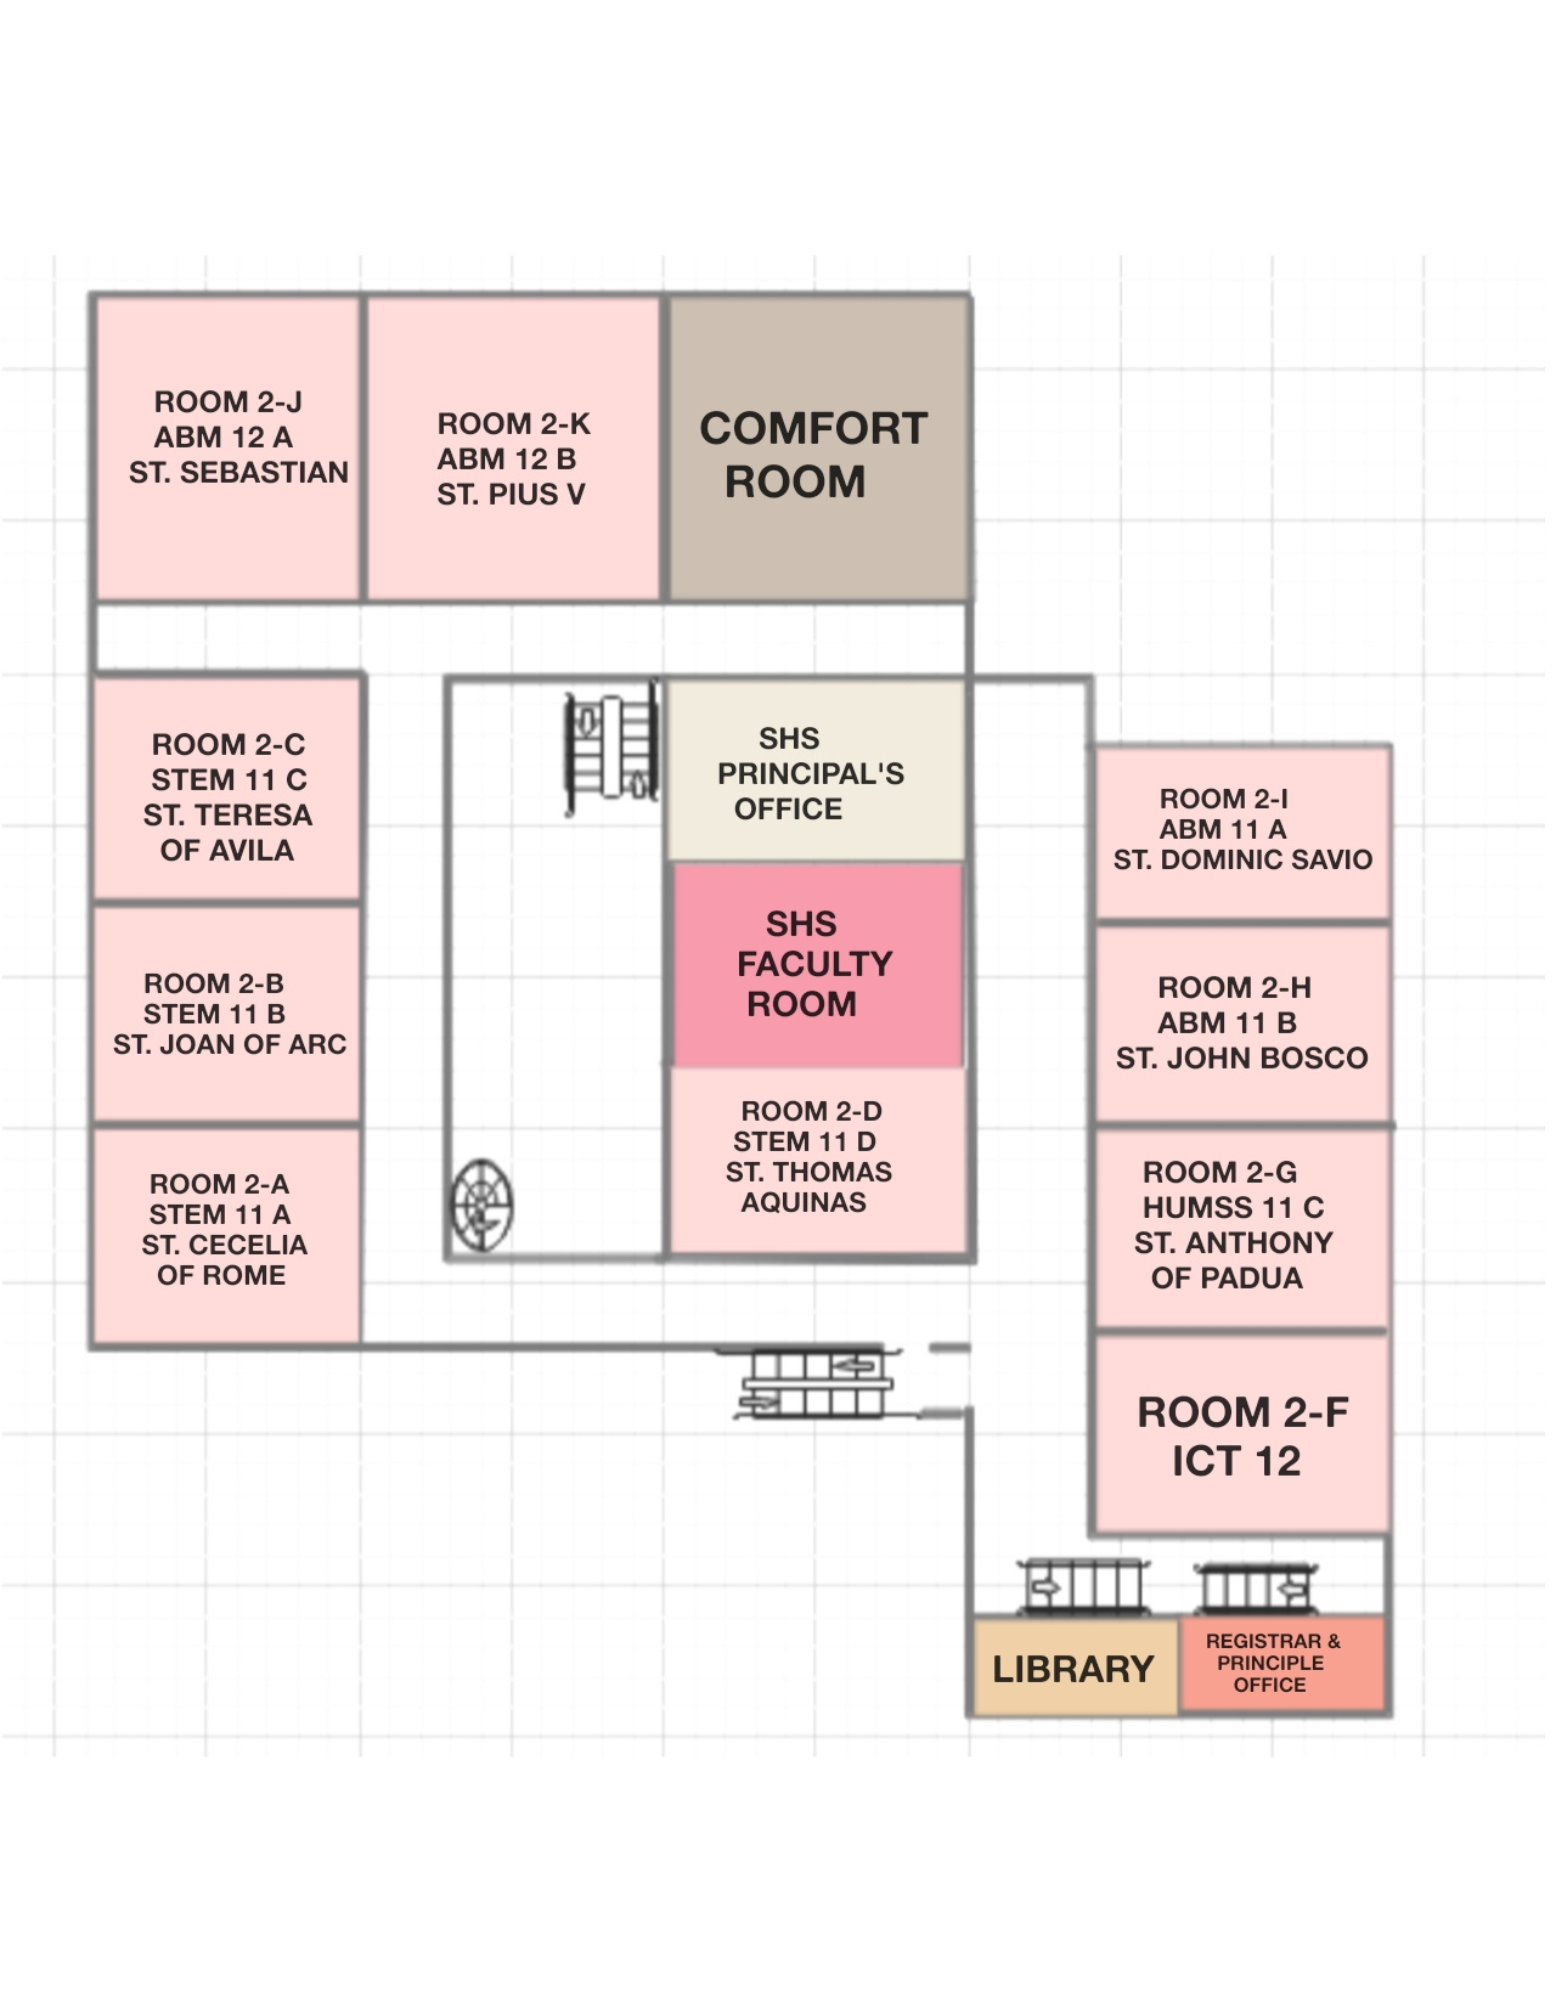 ROOM 2-J
ABM 12 A
ST. SEBASTIAN
ROOM 2-K
ABM 12 B
ST. PIUS V
COMFORT
ROOM
ROOM 2-C
STEM 11 C
ST. TERESA
OF AVILA
SHS
PRINCIPAL'S
OFFICE
ROOM 2-I
ABM 11 A
ST. DOMINIC SAVIO
ROOM 2-B
STEM 11 B
ST. JOAN OF ARC
SHS
FACULTY
ROOM
ROOM 2-H
ABM 11 B
ST. JOHN BOSCO
ROOM 2-A
STEM 11 A
ST. CECELIA
OF ROME
ROOM 2-D
STEM 11 D
ST. THOMAS
AQUINAS
ROOM 2-G
HUMSS 11 C
ST. ANTHONY
OF PADUA
ROOM 2-F
ICT 12
LIBRARY
REGISTRAR &
PRINCIPLE
OFFICE